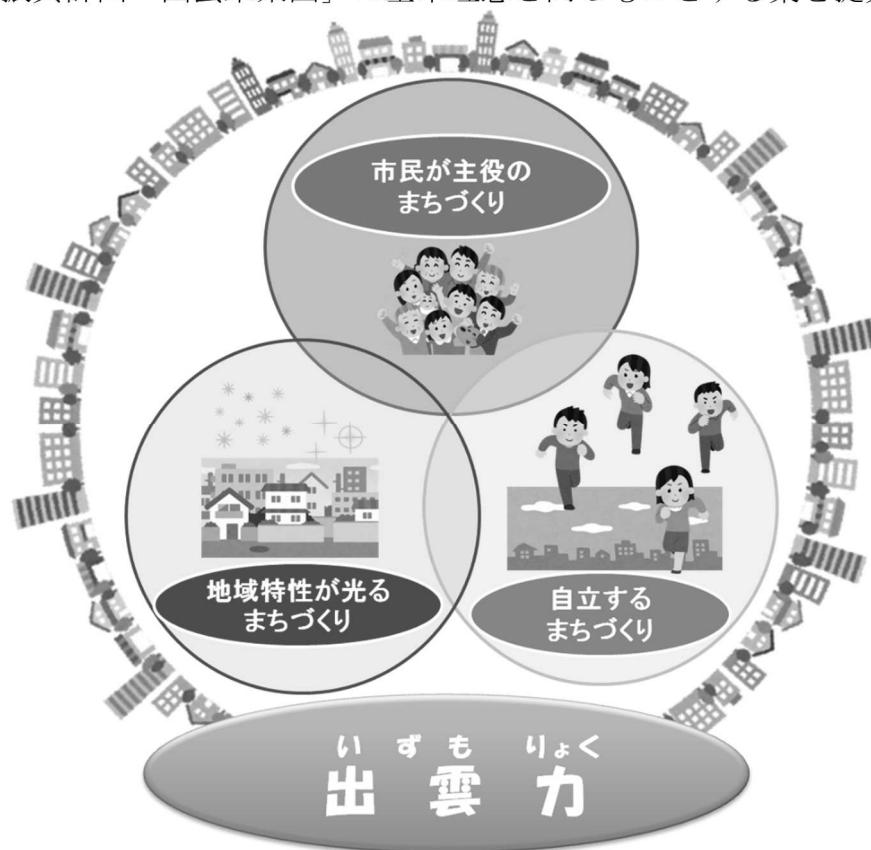 市民が主役の
まちづくり
地域特性が光る
まちづくり
自立する
まちづくり
いずも りょく
出雲力